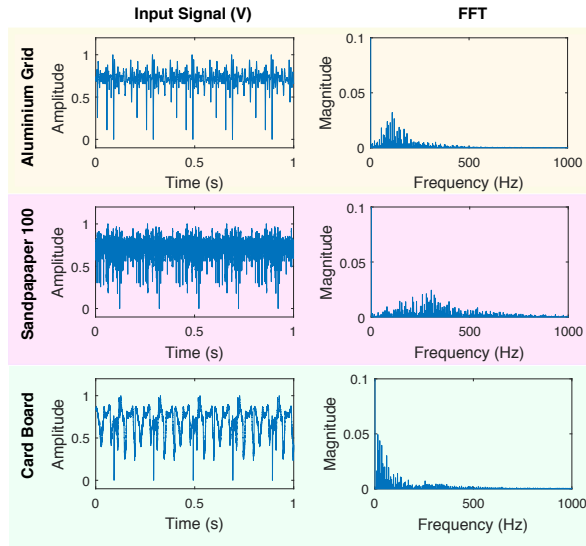 Input Signal (V)
FFT
Aluminium Grid
Amplitude
1
0.5
0
0
0.5
1
Time (s)
Magnitude
0.1
0.05
0
0
500
1000
Frequency (Hz)
Sandpapaper 100
Amplitude
1
0.5
0
0
0.5
1
Time (s)
Magnitude
0.1
0.05
0
0
500
1000
Frequency (Hz)
Card Board
Amplitude
1
0.5
0
0
0.5
1
Time (s)
Magnitude
0.1
0.05
0
0
500
1000
Frequency (Hz)